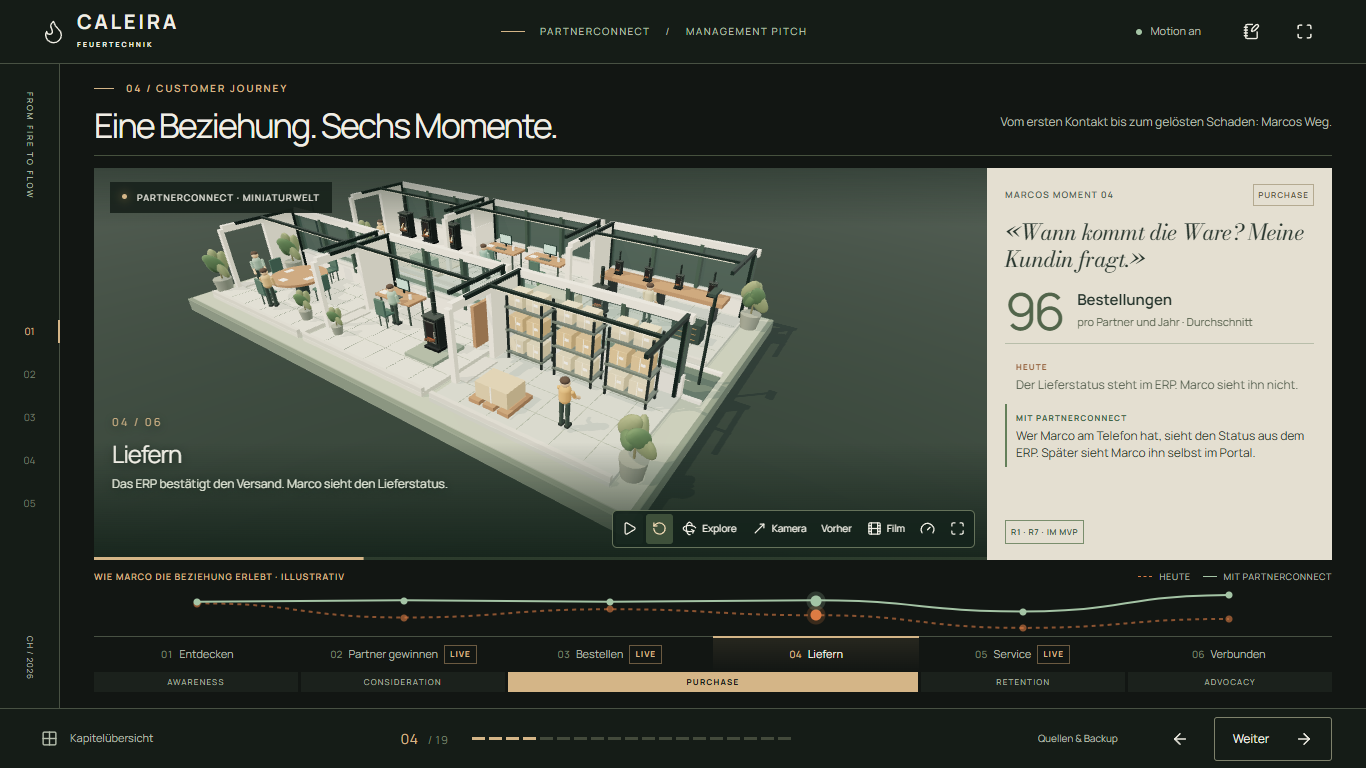 CALEIRA
FEUERTECHNIK
PARTNERCONNECT / MANAGEMENT PITCH
Motion an
FROM FIRE TO FLOW
01
02
03
04
05
CH / 2026
04 / CUSTOMER JOURNEY
Eine Beziehung. Sechs Momente.
Vom ersten Kontakt bis zum gelösten Schaden: Marcos Weg.
PARTNERCONNECT · MINIATURWELT
04 / 06
Liefern
Das ERP bestätigt den Versand. Marco sieht den Lieferstatus.
Explore Kamera Vorher Film
MARCOS MOMENT 04 PURCHASE
«Wann kommt die Ware? Meine
Kundin fragt.»
96 Bestellungen
pro Partner und Jahr · Durchschnitt
HEUTE
Der Lieferstatus steht im ERP. Marco sieht ihn nicht.
MIT PARTNERCONNECT
Wer Marco am Telefon hat, sieht den Status aus dem
ERP. Später sieht Marco ihn selbst im Portal.
R1 · R7 · IM MVP
WIE MARCO DIE BEZIEHUNG ERLEBT · ILLUSTRATIV
HEUTE MIT PARTNERCONNECT
01 Entdecken 02 Partner gewinnen LIVE 03 Bestellen LIVE 04 Liefern 05 Service LIVE 06 Verbunden
AWARENESS CONSIDERATION PURCHASE RETENTION ADVOCACY
Kapitelübersicht 04 / 19 Quellen & Backup Weiter